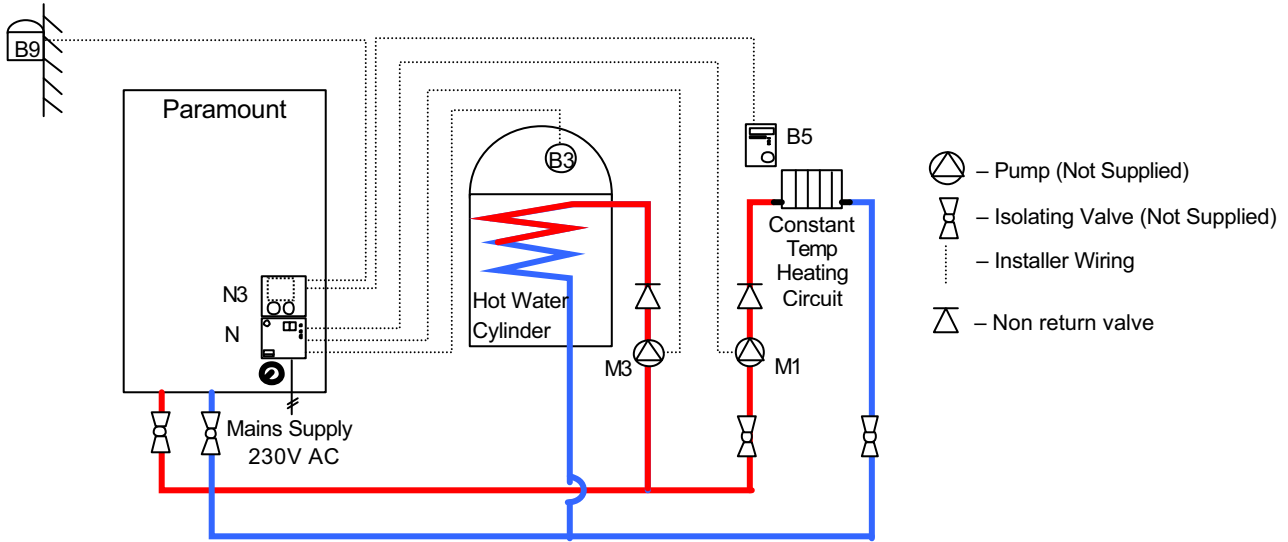 B9
Paramount
N3
N
Mains Supply
230V AC
B3
Hot Water
Cylinder
M3
M1
B5
Constant
Temp
Heating
Circuit
– Pump (Not Supplied)
– Isolating Valve (Not Supplied)
– Installer Wiring
– Non return valve